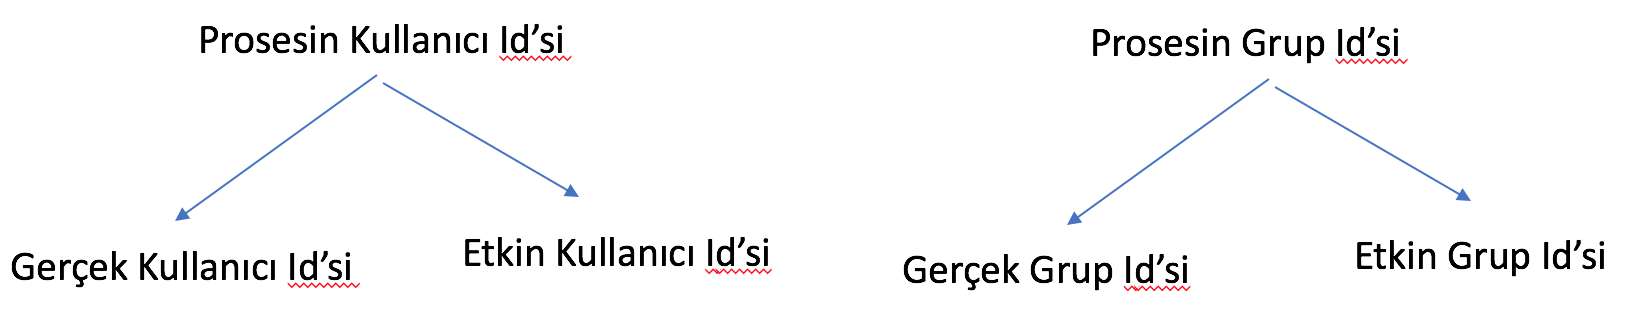 Prosesin Kullanıcı Id’si
Prosesin Grup Id’si
Gerçek Kullanıcı Id’si
Etkin Kullanıcı Id’si
Gerçek Grup Id’si
Etkin Grup Id’si